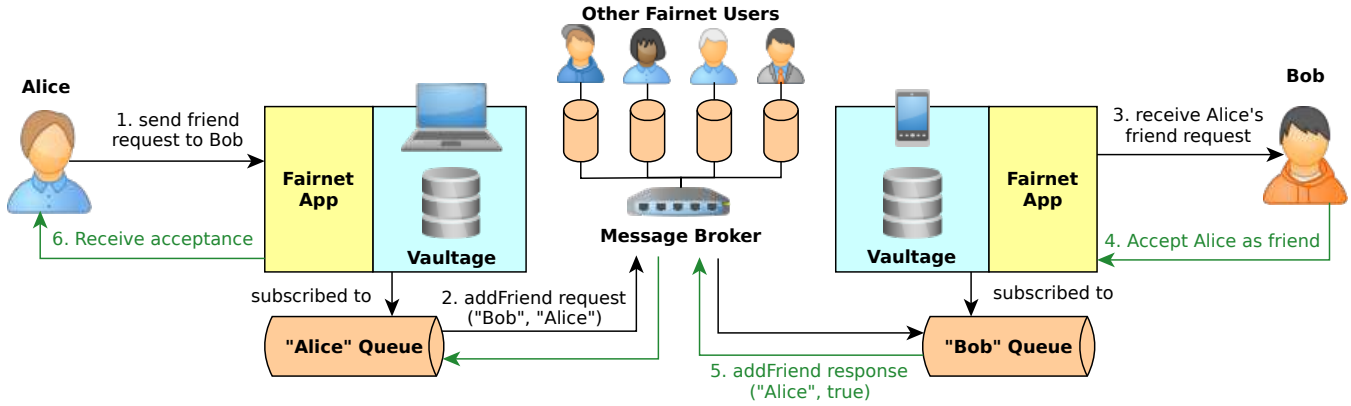 Other Fairnet Users
Alice
1. send friend
request to Bob
Fairnet
App
Vaultage
6. Receive acceptance
subscribed to
"Alice" Queue
2. addFriend request
("Bob", "Alice")
Message Broker
Bob
3. receive Alice's
friend request
Fairnet
App
Vaultage
4. Accept Alice as friend
subscribed to
"Bob" Queue
5. addFriend response
("Alice", true)